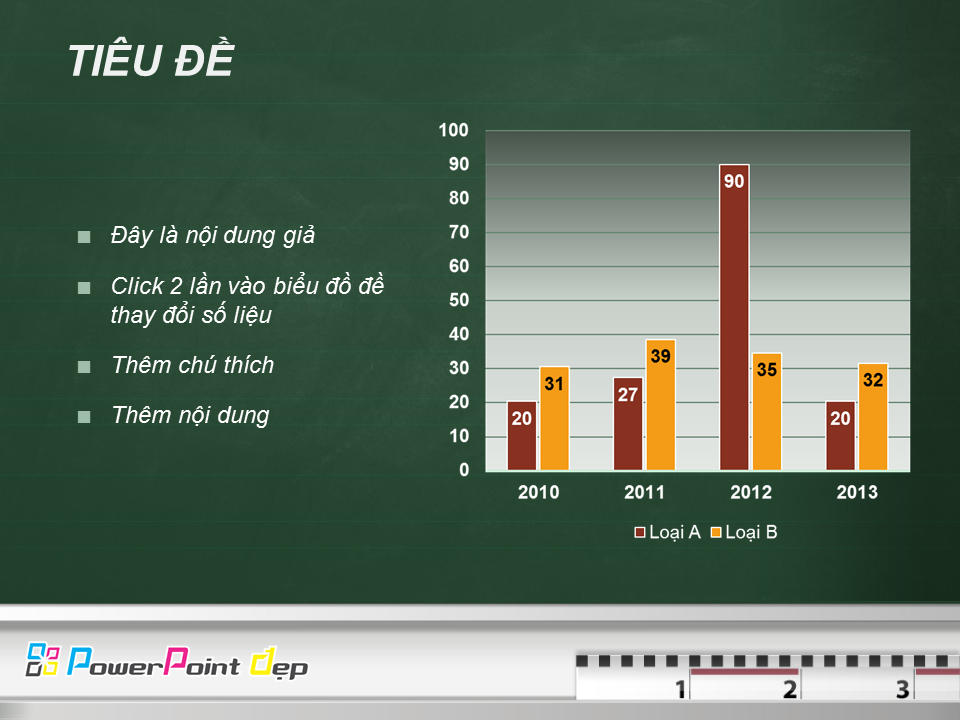 TIÊU ĐỀ
Đây là nội dung giả
Click 2 lần vào biểu đồ đề
thay đổi số liệu
Thêm chú thích
Thêm nội dung
100
90
80
70
60
50
40
30
20
10
0
20
31
27
39
90
35
20
32
2010
2011
2012
2013
Loại A
Loại B
PowerPoint đẹp
1
2
3